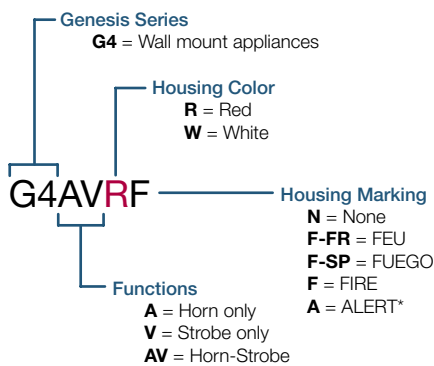 Genesis Series
G4 = Wall mount appliances
Housing Color
R = Red
W = White
G4AVRF
Housing Marking
N = None
F-FR = FEU
F-SP = FUEGO
F = FIRE
A = ALERT*
Functions
A = Horn only
V = Strobe only
AV = Horn-Strobe